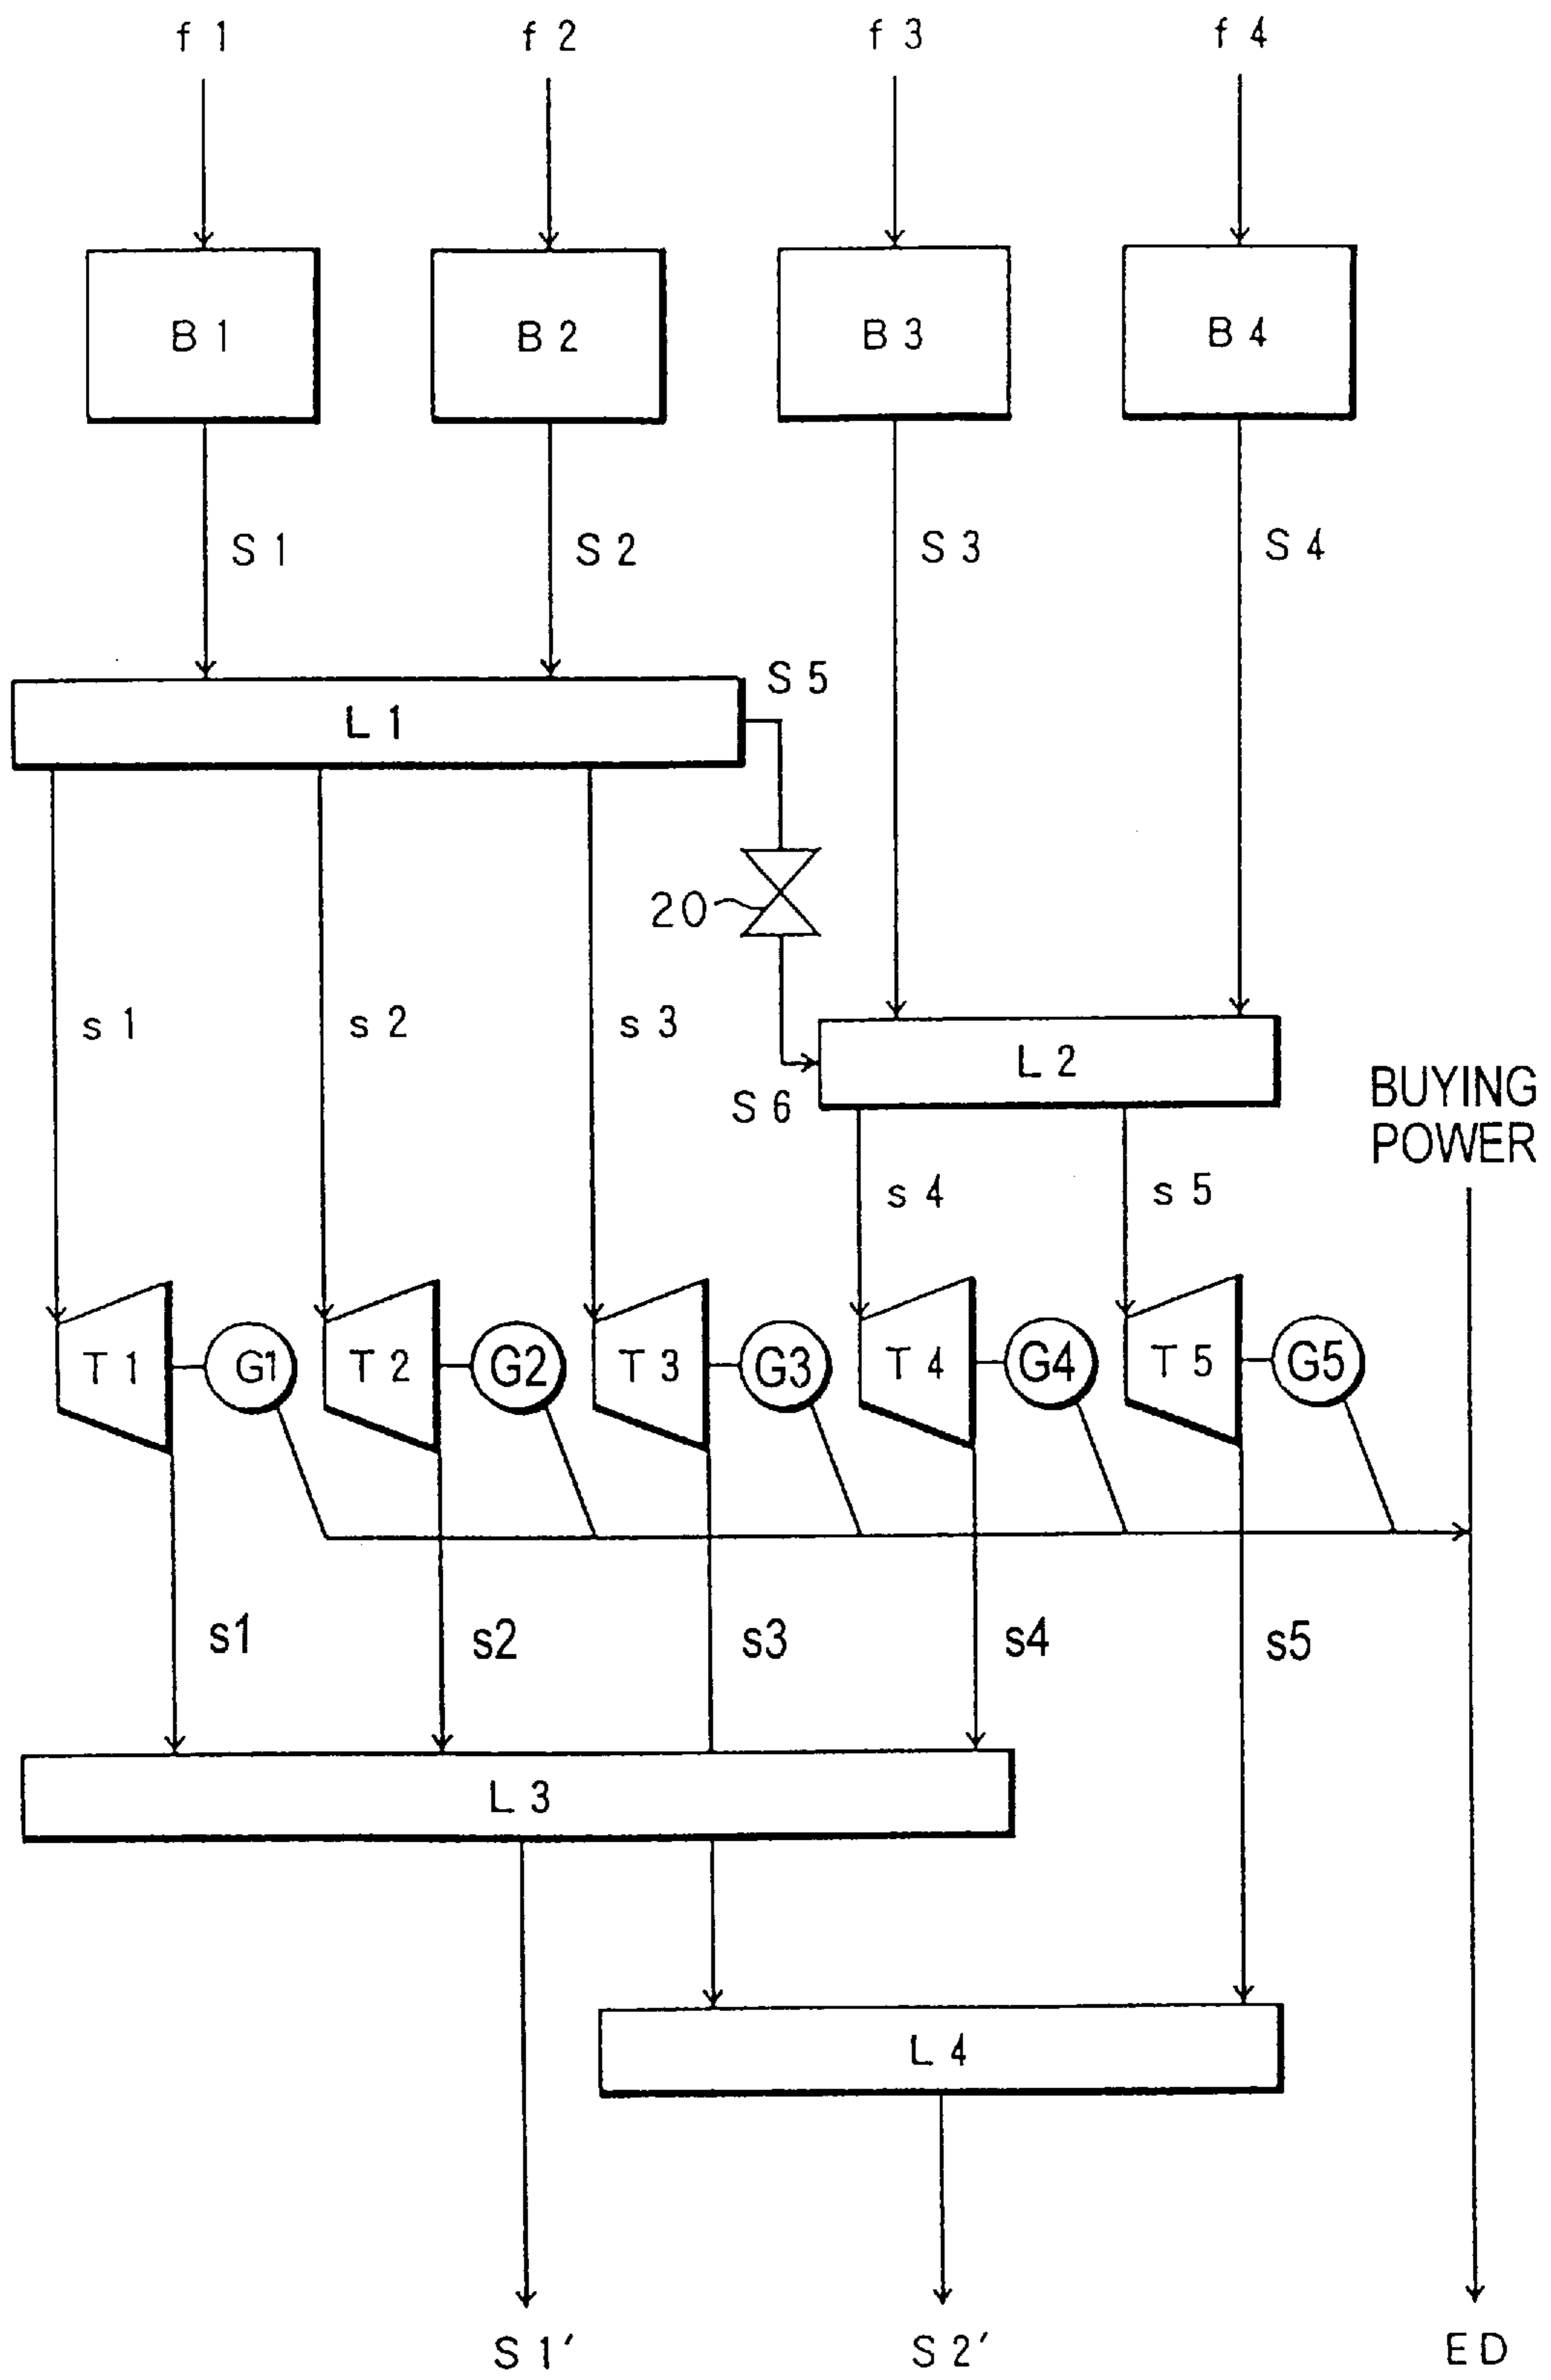 f 1
f 2
f 3
f 4
B 1
B 2
B 3
B 4
S 1
S 2
S 3
S 4
S 5
L 1
20
s 1
s 2
s 3
L 2
S 6
BUYING
POWER
s 4
s 5
T 1
G1
T 2
G2
T 3
G3
T 4
G4
T 5
G5
s1
s2
s3
s4
s5
L 3
L 4
S 1'
S 2'
ED